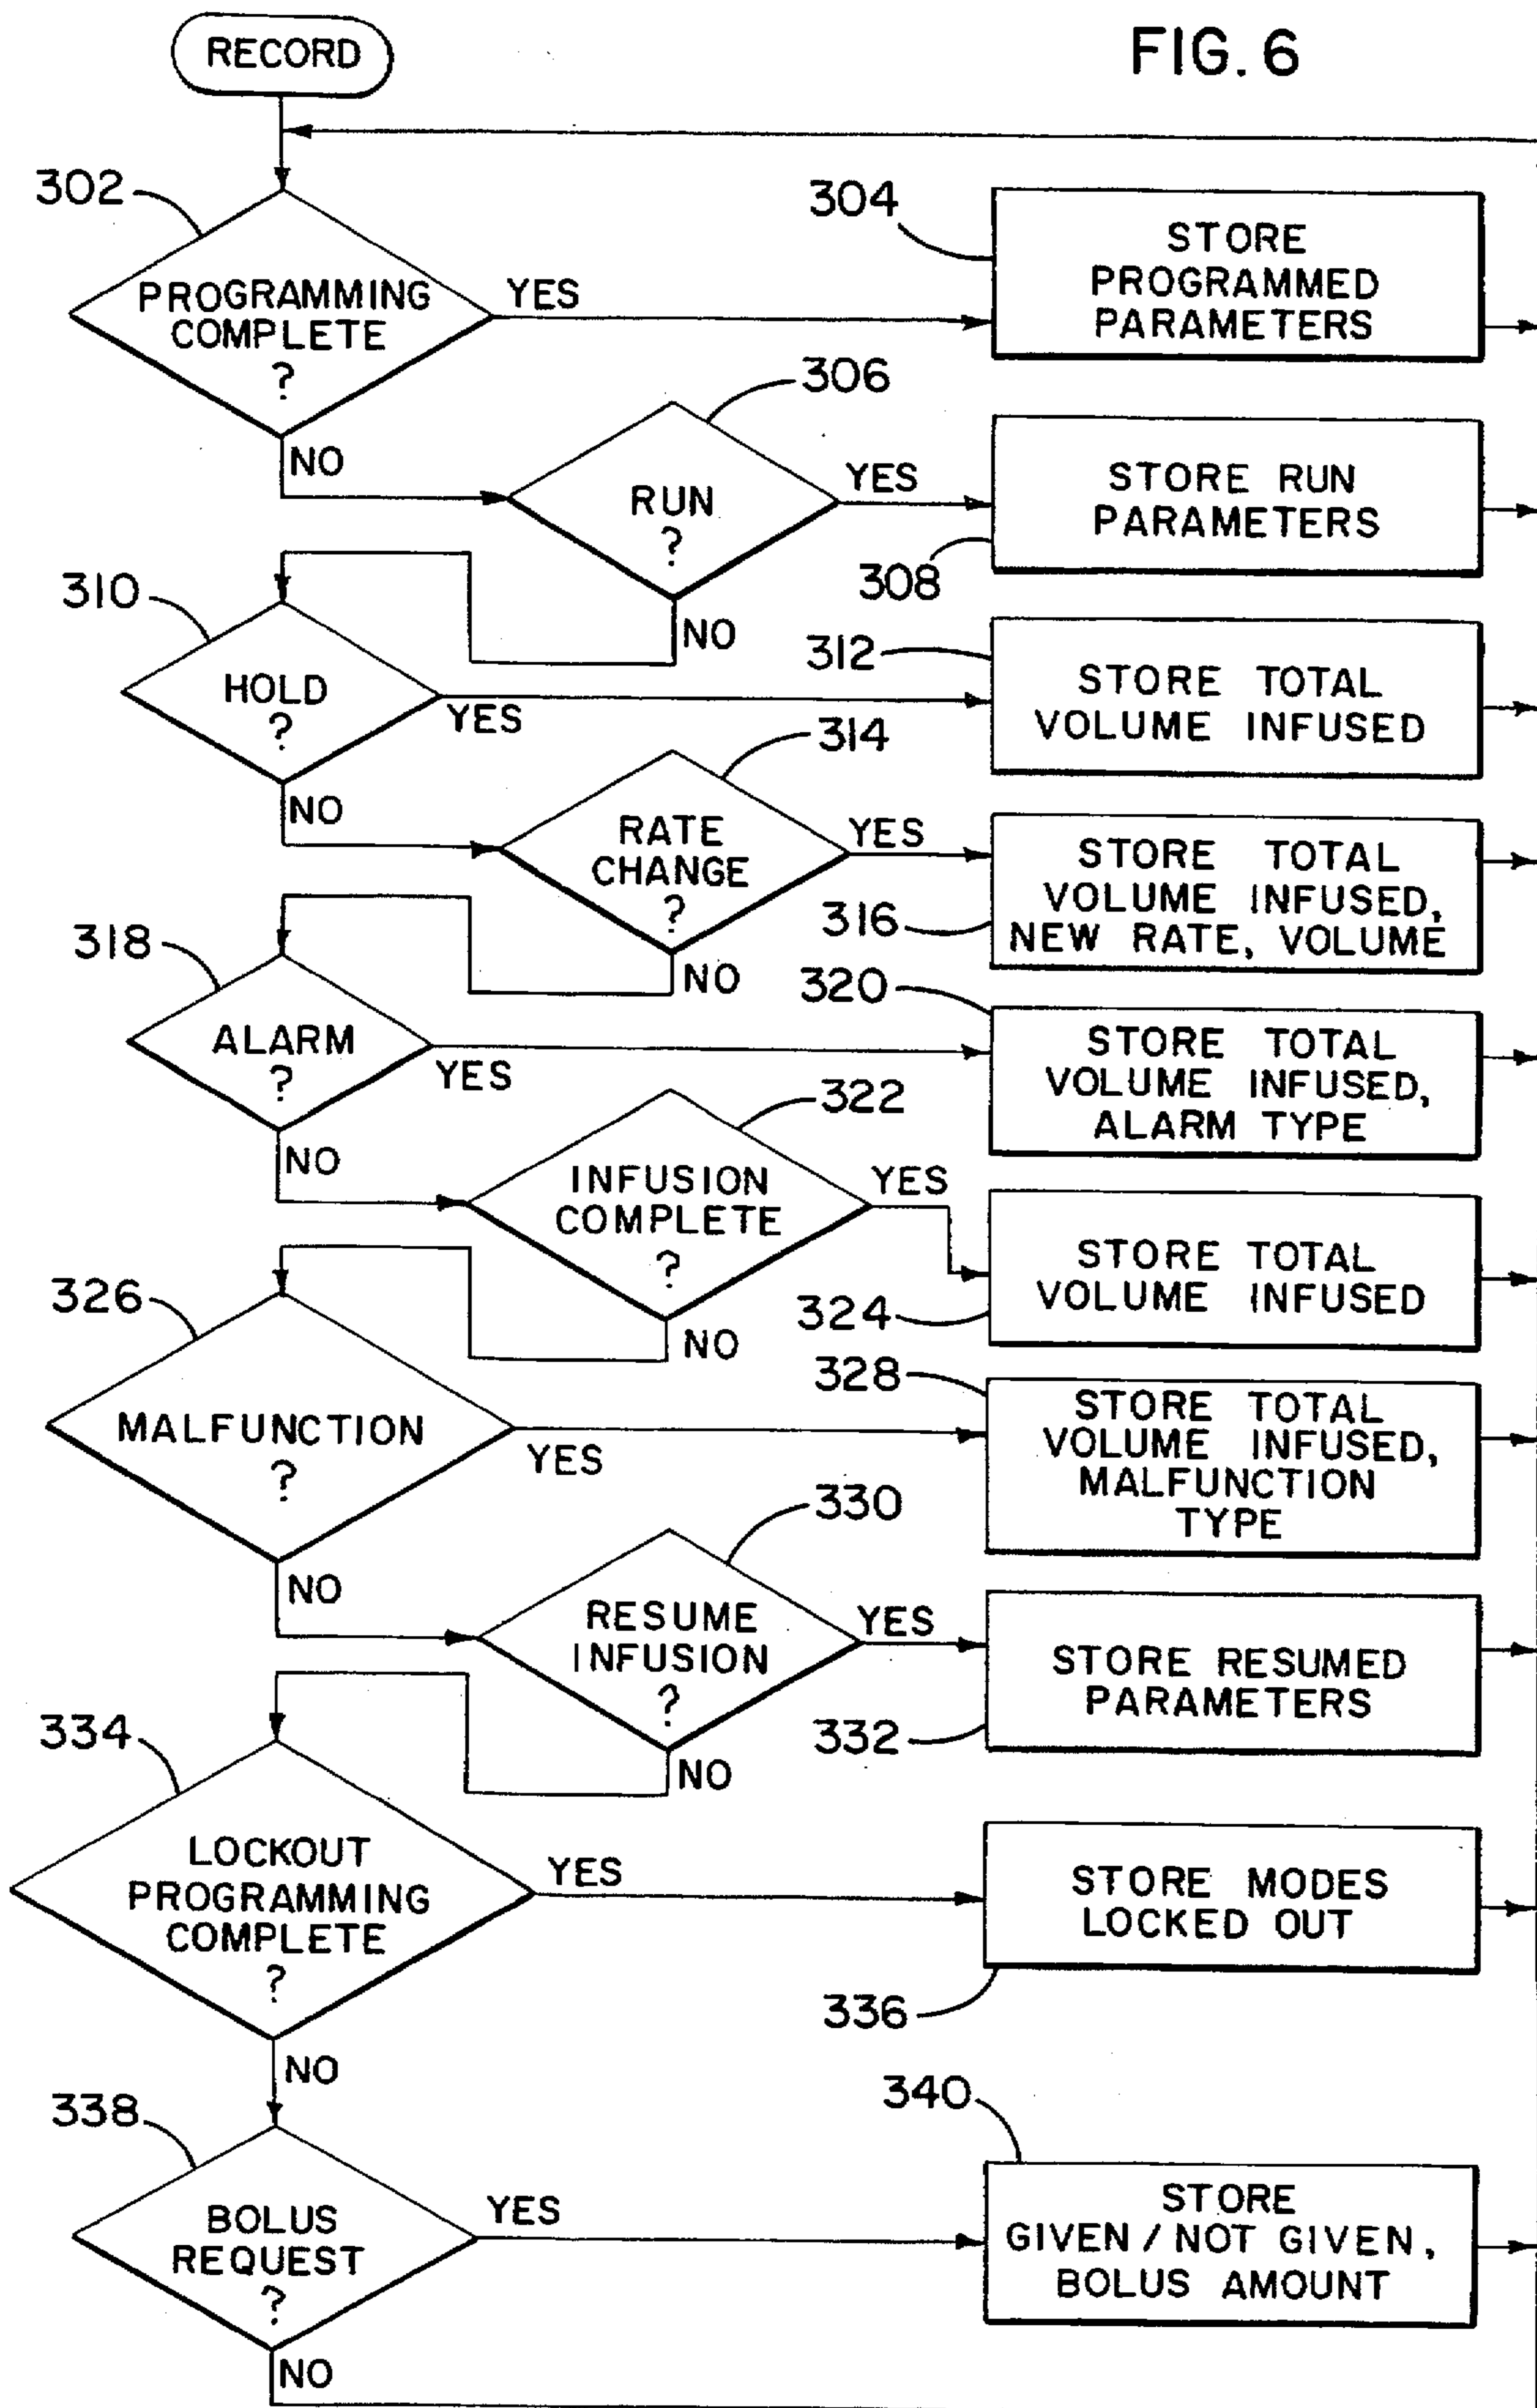 RECORD
FIG. 6
302
PROGRAMMING
COMPLETE
?
YES
NO
304
STORE
PROGRAMMED
PARAMETERS
306
RUN
?
YES
NO
308
STORE RUN
PARAMETERS
310
HOLD
?
YES
NO
312
STORE TOTAL
VOLUME INFUSED
314
RATE
CHANGE
?
YES
NO
316
STORE TOTAL
VOLUME INFUSED,
NEW RATE, VOLUME
318
ALARM
?
YES
NO
320
STORE TOTAL
VOLUME INFUSED,
ALARM TYPE
322
INFUSION
COMPLETE
?
YES
NO
324
STORE TOTAL
VOLUME INFUSED
326
MALFUNCTION
?
YES
NO
328
STORE TOTAL
VOLUME INFUSED,
MALFUNCTION
TYPE
330
RESUME
INFUSION
?
YES
NO
332
STORE RESUMED
PARAMETERS
334
LOCKOUT
PROGRAMMING
COMPLETE
?
YES
NO
336
STORE MODES
LOCKED OUT
338
BOLUS
REQUEST
?
YES
NO
340
STORE
GIVEN / NOT GIVEN,
BOLUS AMOUNT